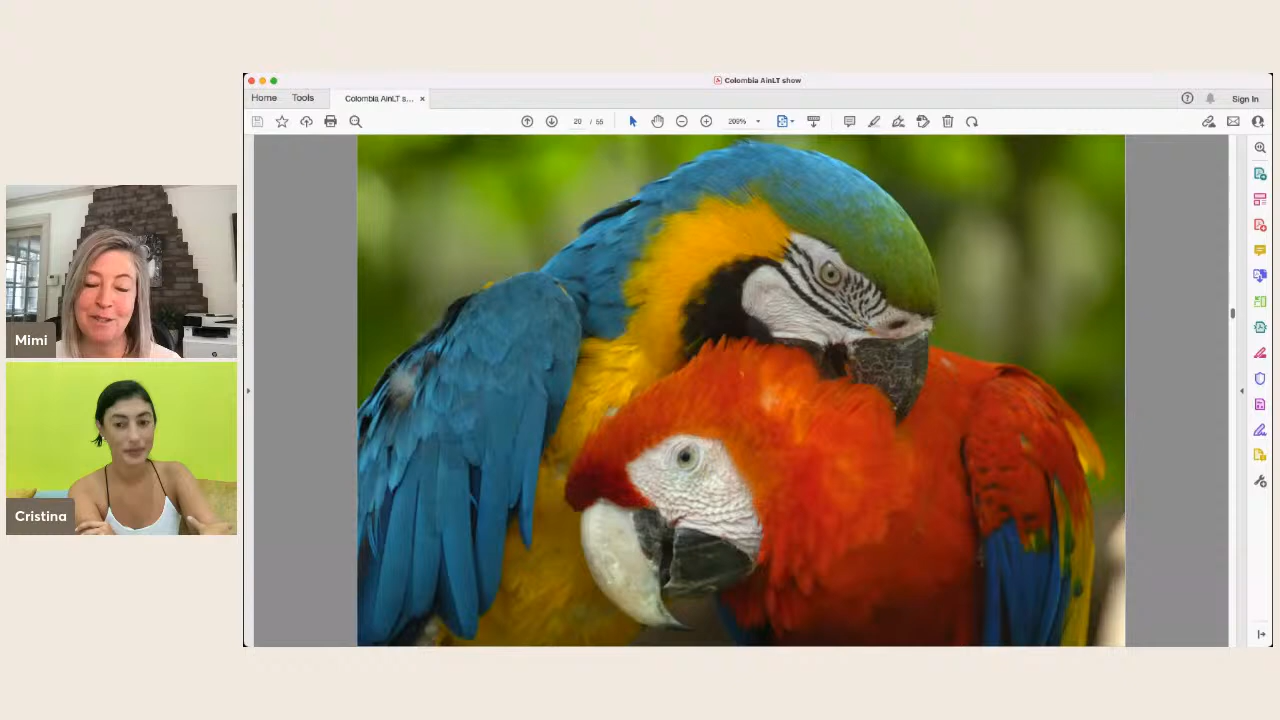 Colombia AinLT show
Home Tools Colombia AinLT s... × Sign In
20 / 55 200%
Mimi
Cristina